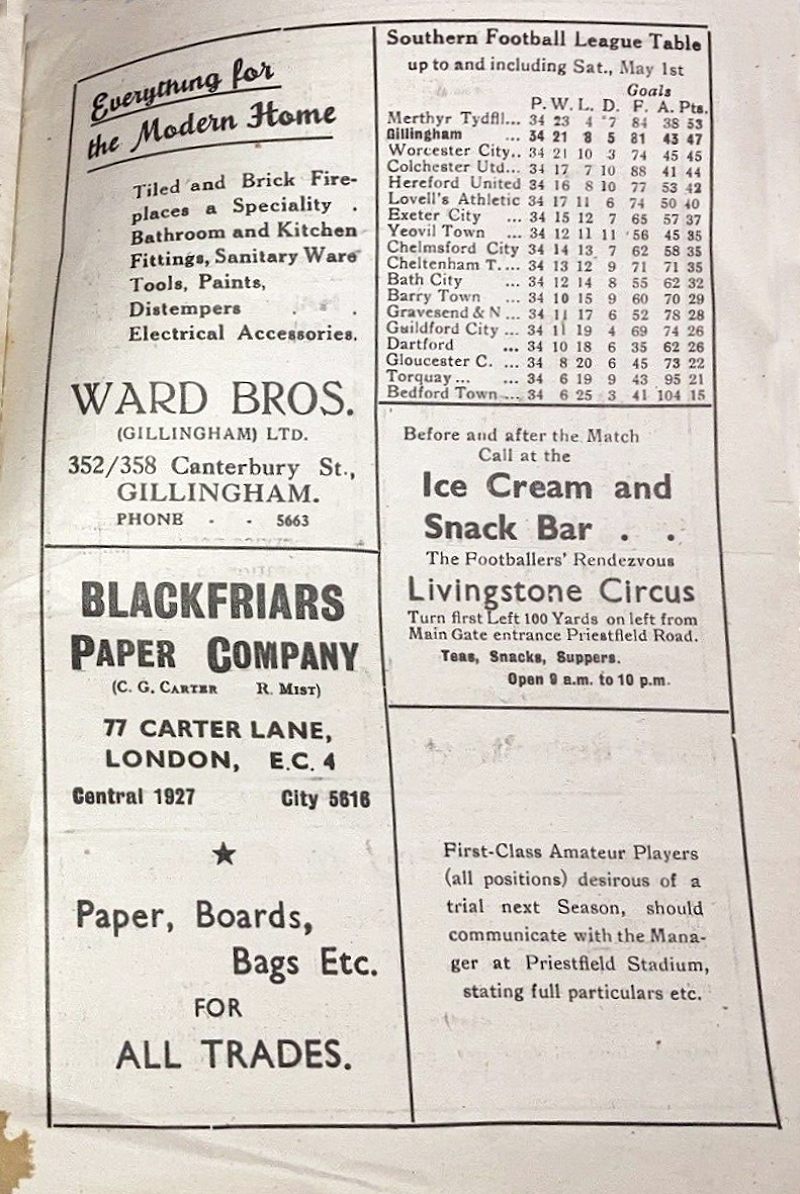 Everything for
the Modern Home
Tiled and Brick Fire-
places a Speciality .
Bathroom and Kitchen
Fittings, Sanitary Ware
Tools, Paints,
Distempers . . .
Electrical Accessories.
WARD BROS.
(GILLINGHAM) LTD.
352/358 Canterbury St.,
GILLINGHAM.
PHONE - - 5663
BLACKFRIARS
PAPER COMPANY
(C. G. CARTER R. MIST)
77 CARTER LANE,
LONDON, E.C. 4
Central 1927 City 5616
★
Paper, Boards,
Bags Etc.
FOR
ALL TRADES.
Southern Football League Table
up to and including Sat., May 1st
Goals
P. W. L. D. F. A. Pts.
Merthyr Tydfil... 34 23 4 7 84 38 53
Gillingham ... 34 21 8 5 81 43 47
Worcester City.. 34 21 10 3 74 45 45
Colchester Utd... 34 17 7 10 88 41 44
Hereford United 34 16 8 10 77 53 42
Lovell's Athletic 34 17 11 6 74 50 40
Exeter City ... 34 15 12 7 65 57 37
Yeovil Town ... 34 12 11 11 56 45 35
Chelmsford City 34 14 13 7 62 58 35
Cheltenham T.... 34 13 12 9 71 71 35
Bath City ... 34 12 14 8 55 62 32
Barry Town ... 34 10 15 9 60 70 29
Gravesend & N ... 34 11 17 6 52 78 28
Guildford City ... 34 11 19 4 69 74 26
Dartford ... 34 10 18 6 35 62 26
Gloucester C. ... 34 8 20 6 45 73 22
Torquay ... ... 34 6 19 9 43 95 21
Bedford Town ... 34 6 25 3 41 104 15
Before and after the Match
Call at the
Ice Cream and
Snack Bar . .
The Footballers' Rendezvous
Livingstone Circus
Turn first Left 100 Yards on left from
Main Gate entrance Priestfield Road.
Teas, Snacks, Suppers.
Open 9 a.m. to 10 p.m.
First-Class Amateur Players
(all positions) desirous of a
trial next Season, should
communicate with the Mana-
ger at Priestfield Stadium,
stating full particulars etc.